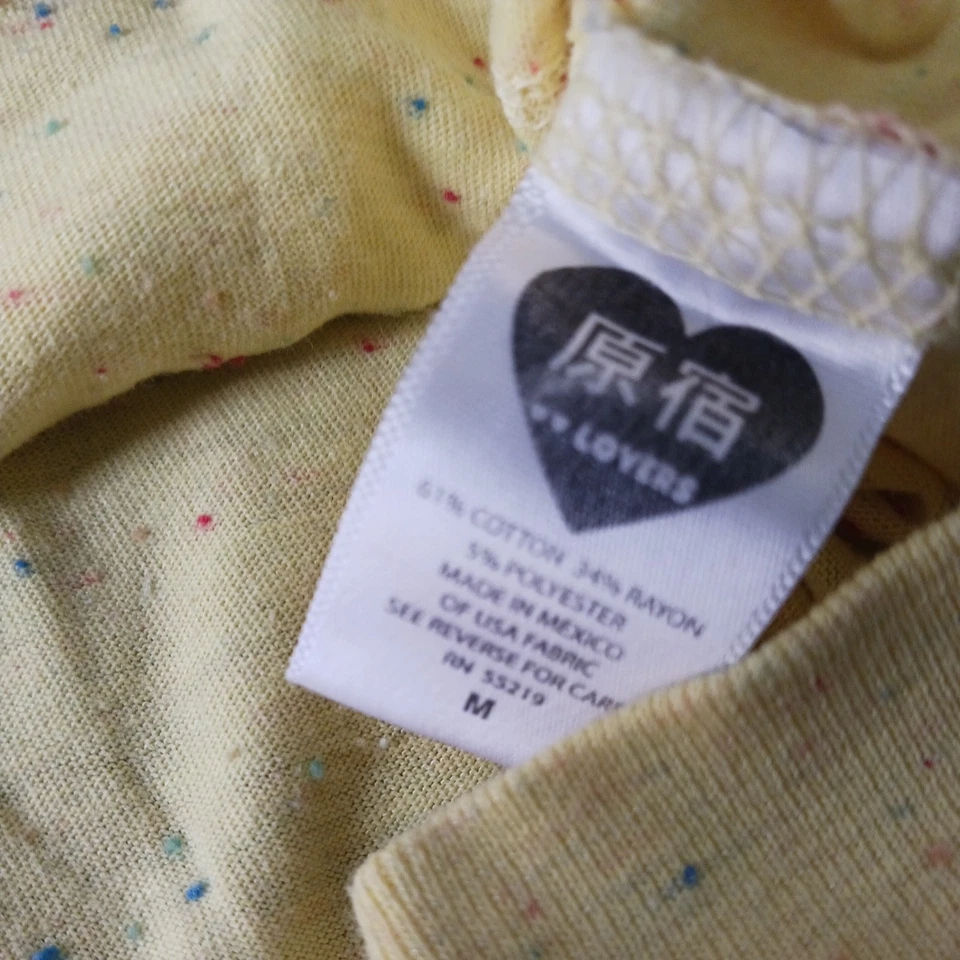 原宿
♥♥ LOVERS
61% COTTON 34% RAYON
5% POLYESTER
MADE IN MEXICO
OF USA FABRIC
SEE REVERSE FOR CARE
RN 55219
M